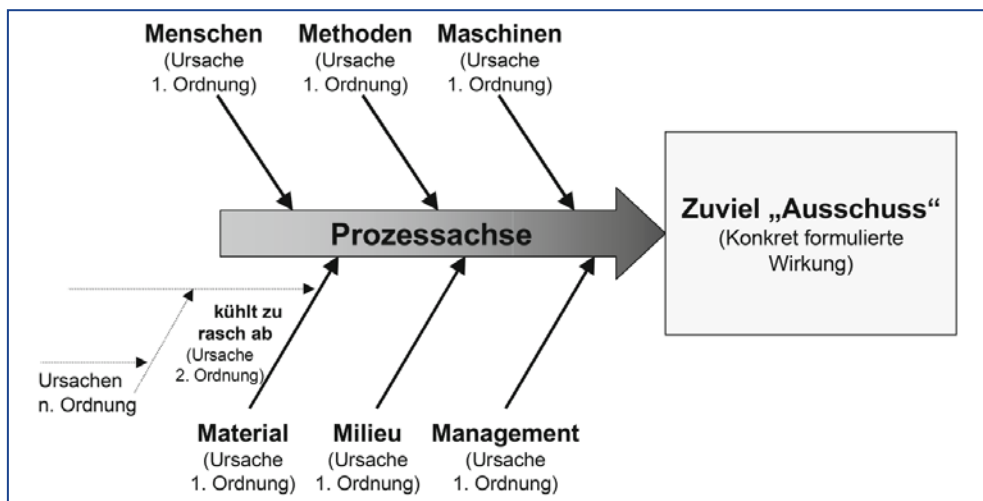 Menschen
(Ursache
1. Ordnung)
Methoden
(Ursache
1. Ordnung)
Maschinen
(Ursache
1. Ordnung)
Prozessachse
Zuviel „Ausschuss“
(Konkret formulierte
Wirkung)
kühlt zu
rasch ab
(Ursache
2. Ordnung)
Ursachen
n. Ordnung
Material
(Ursache
1. Ordnung)
Milieu
(Ursache
1. Ordnung)
Management
(Ursache
1. Ordnung)